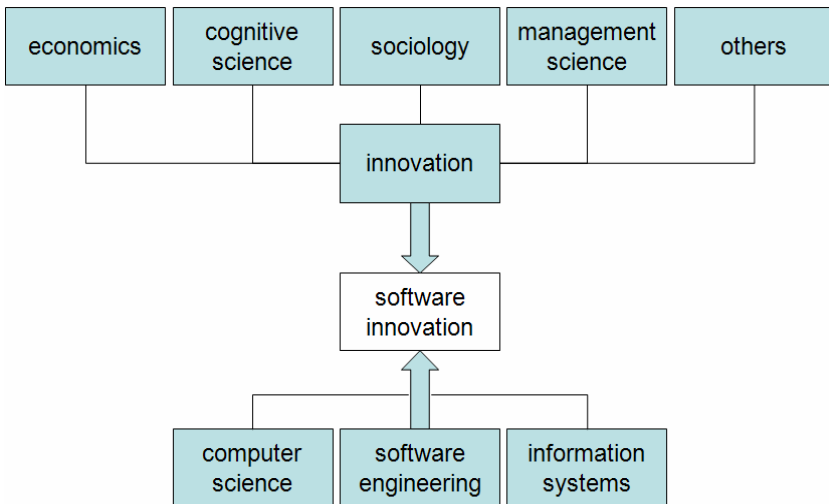 economics
cognitive
science
sociology
management
science
others
innovation
software
innovation
computer
science
software
engineering
information
systems